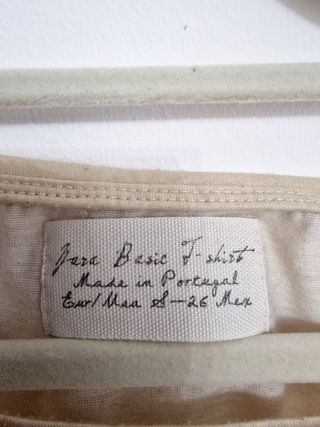 Zara Basic T-shirt
Made in Portugal
Eur/Usa S—26 Mex